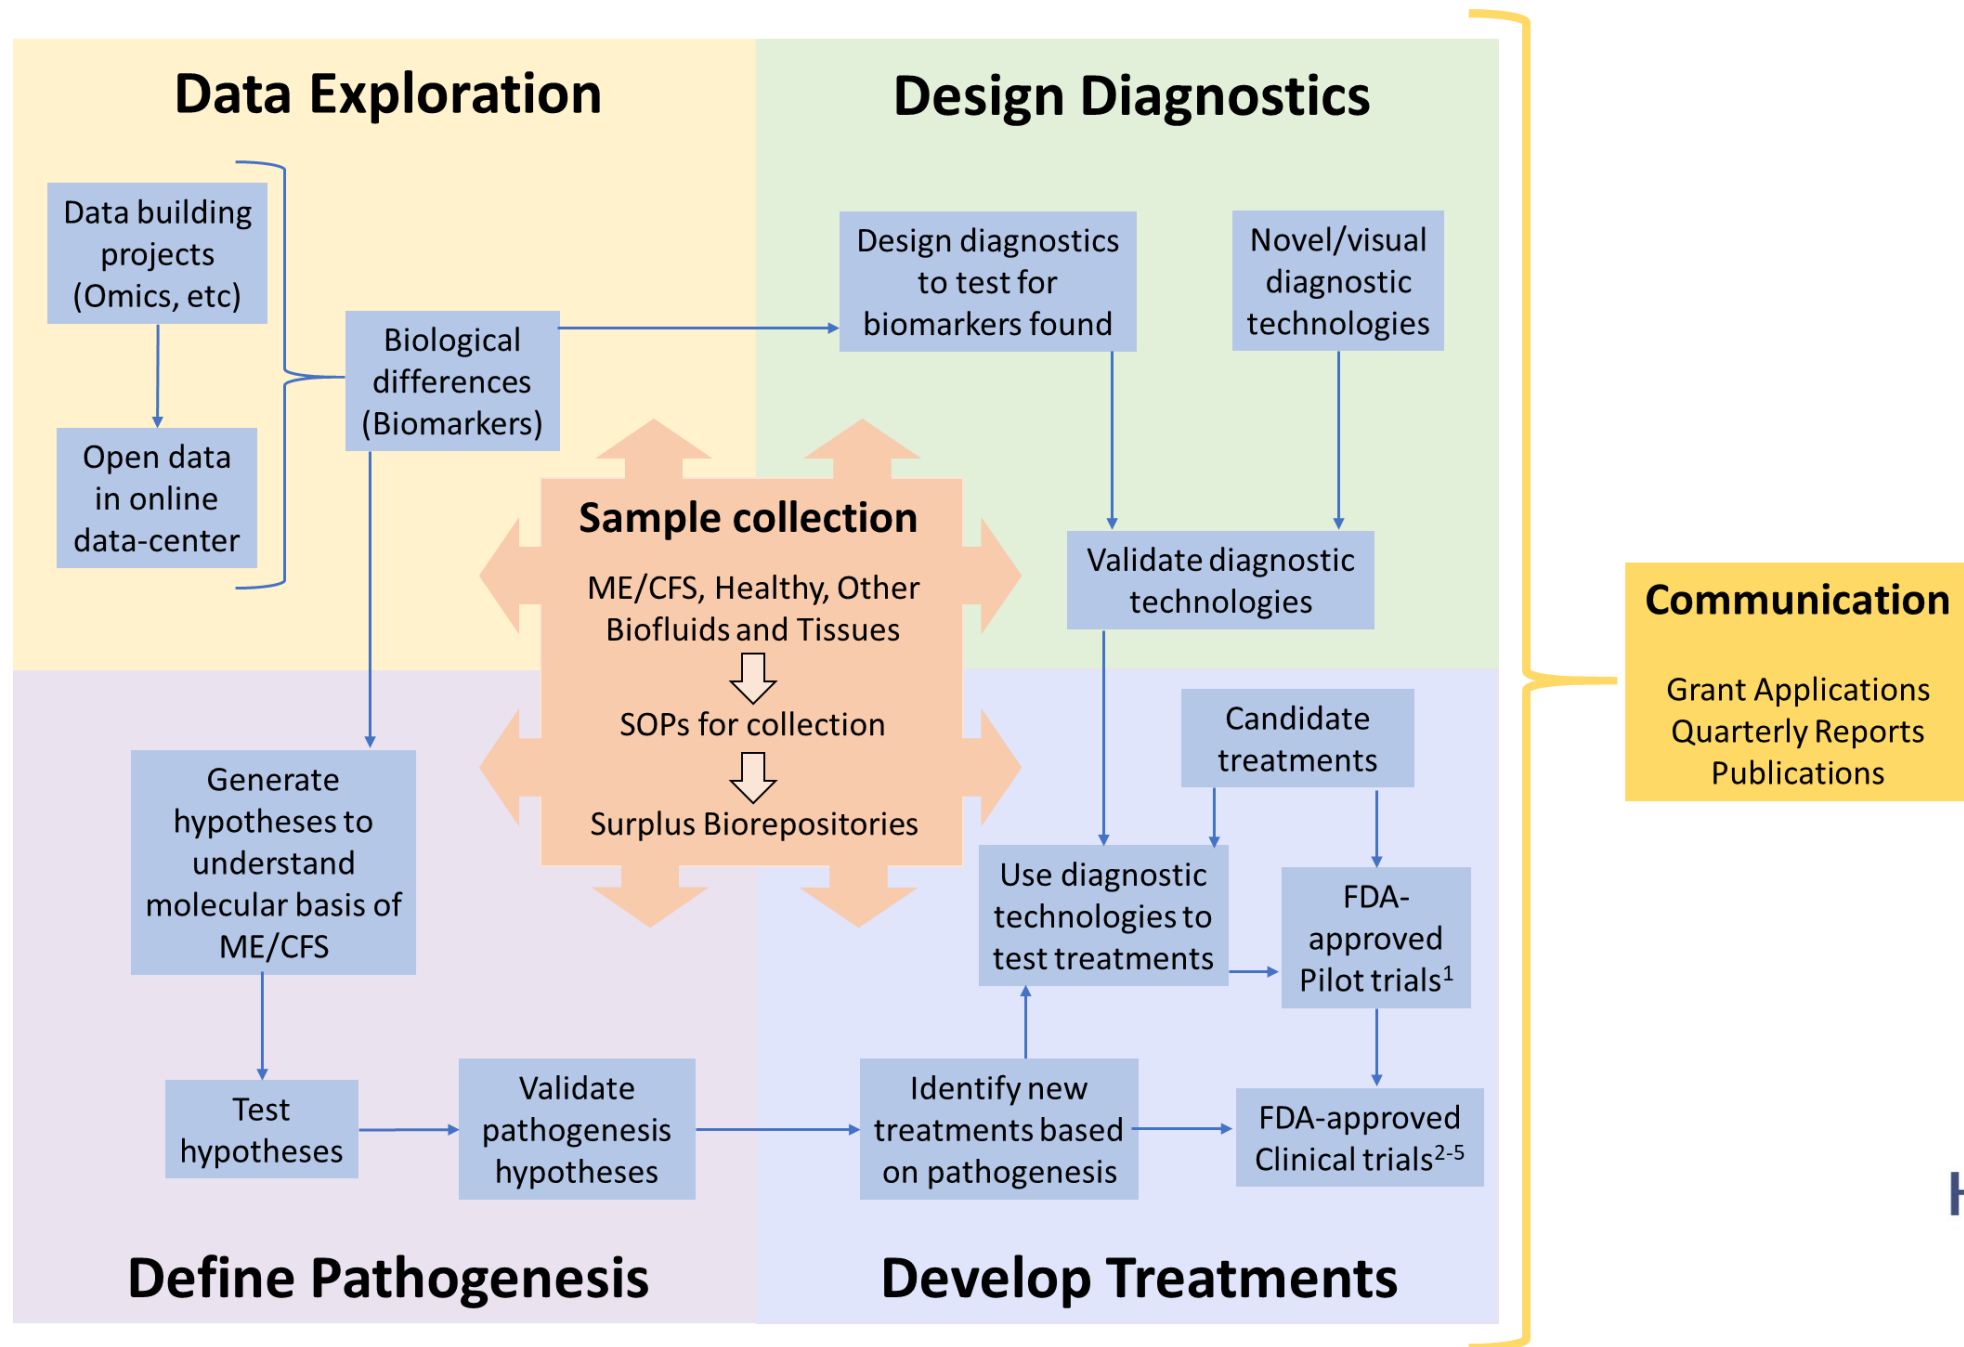 Data Exploration
Data building
projects
(Omics, etc)
Open data
in online
data-center
Biological
differences
(Biomarkers)
Design Diagnostics
Design diagnostics
to test for
biomarkers found
Novel/visual
diagnostic
technologies
Validate diagnostic
technologies
Sample collection
ME/CFS, Healthy, Other
Biofluids and Tissues
SOPs for collection
Surplus Biorepositories
Generate
hypotheses to
understand
molecular basis of
ME/CFS
Test
hypotheses
Validate
pathogenesis
hypotheses
Define Pathogenesis
Candidate
treatments
Use diagnostic
technologies to
test treatments
FDA-
approved
Pilot trials¹
Identify new
treatments based
on pathogenesis
FDA-approved
Clinical trials²⁻⁵
Develop Treatments
Communication
Grant Applications
Quarterly Reports
Publications